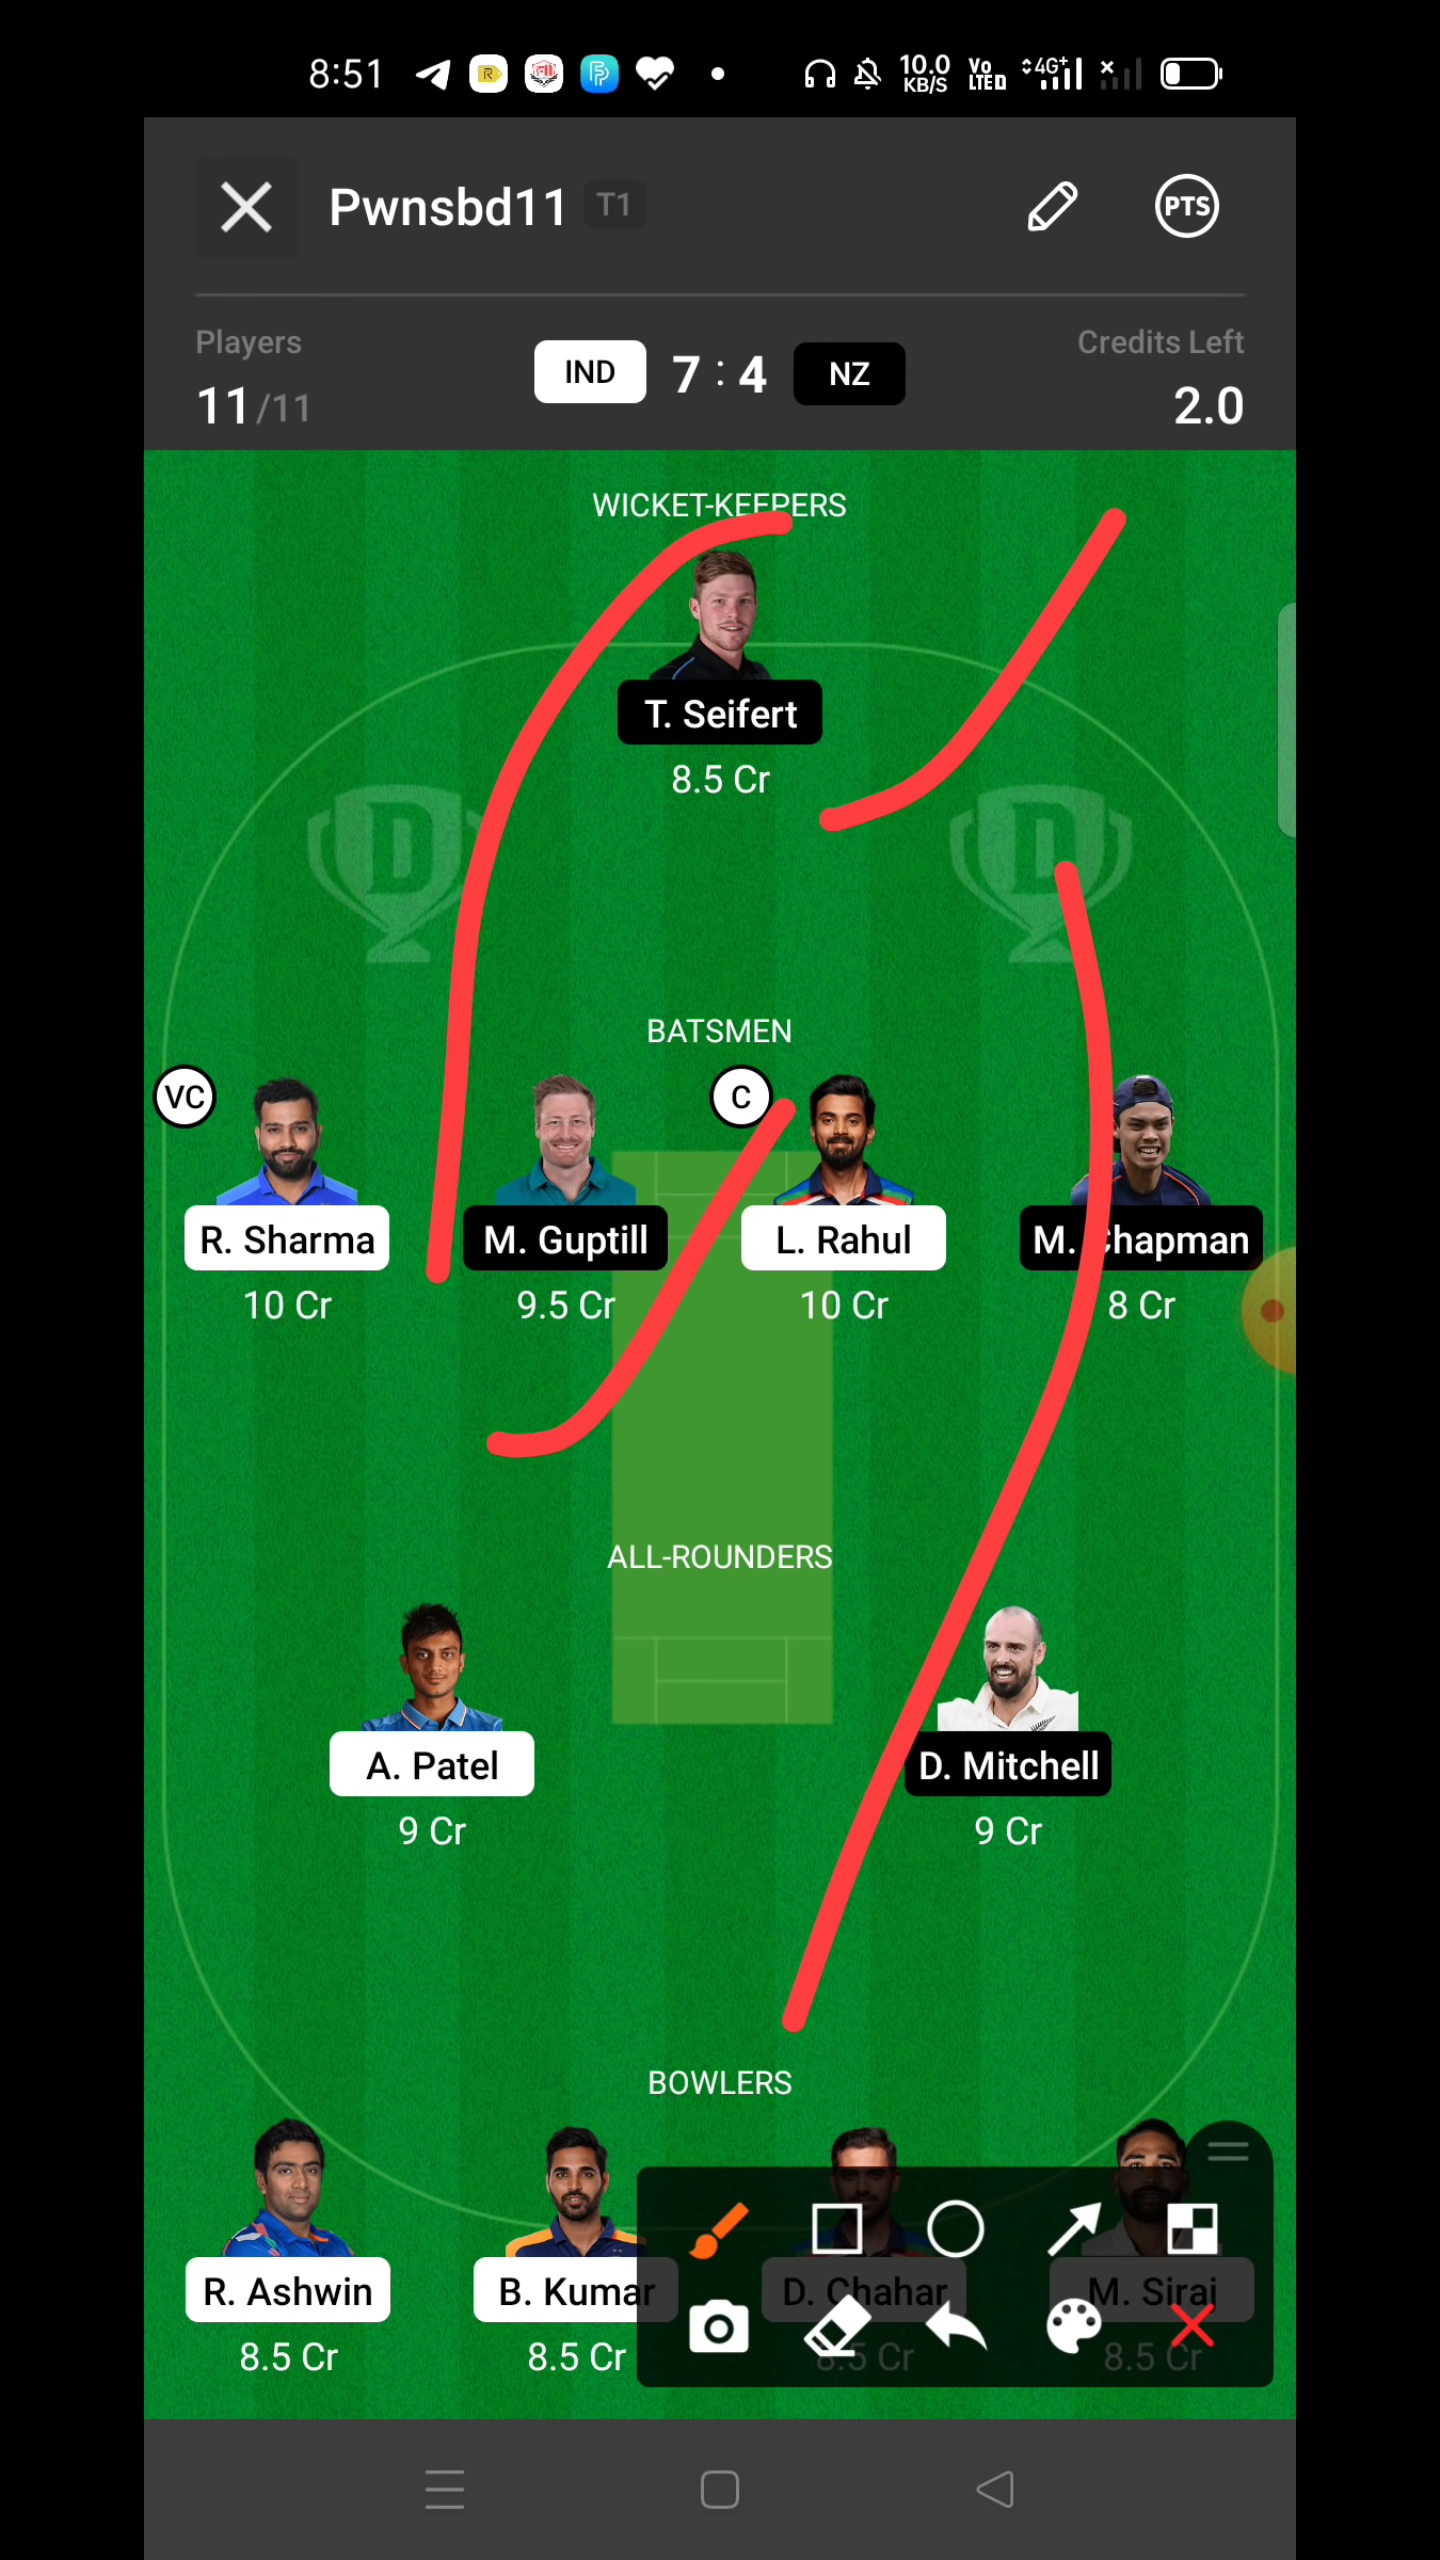 8:51 10.0 KB/S Vo LTE 4G+
Pwnsbd11 T1 PTS
Players Credits Left
11/11 IND 7 : 4 NZ 2.0
WICKET-KEEPERS
T. Seifert
8.5 Cr
BATSMEN
VC C
R. Sharma M. Guptill L. Rahul M. Chapman
10 Cr 9.5 Cr 10 Cr 8 Cr
ALL-ROUNDERS
A. Patel D. Mitchell
9 Cr 9 Cr
BOWLERS
R. Ashwin B. Kumar D. Chahar M. Siraj
8.5 Cr 8.5 Cr 8.5 Cr 8.5 Cr